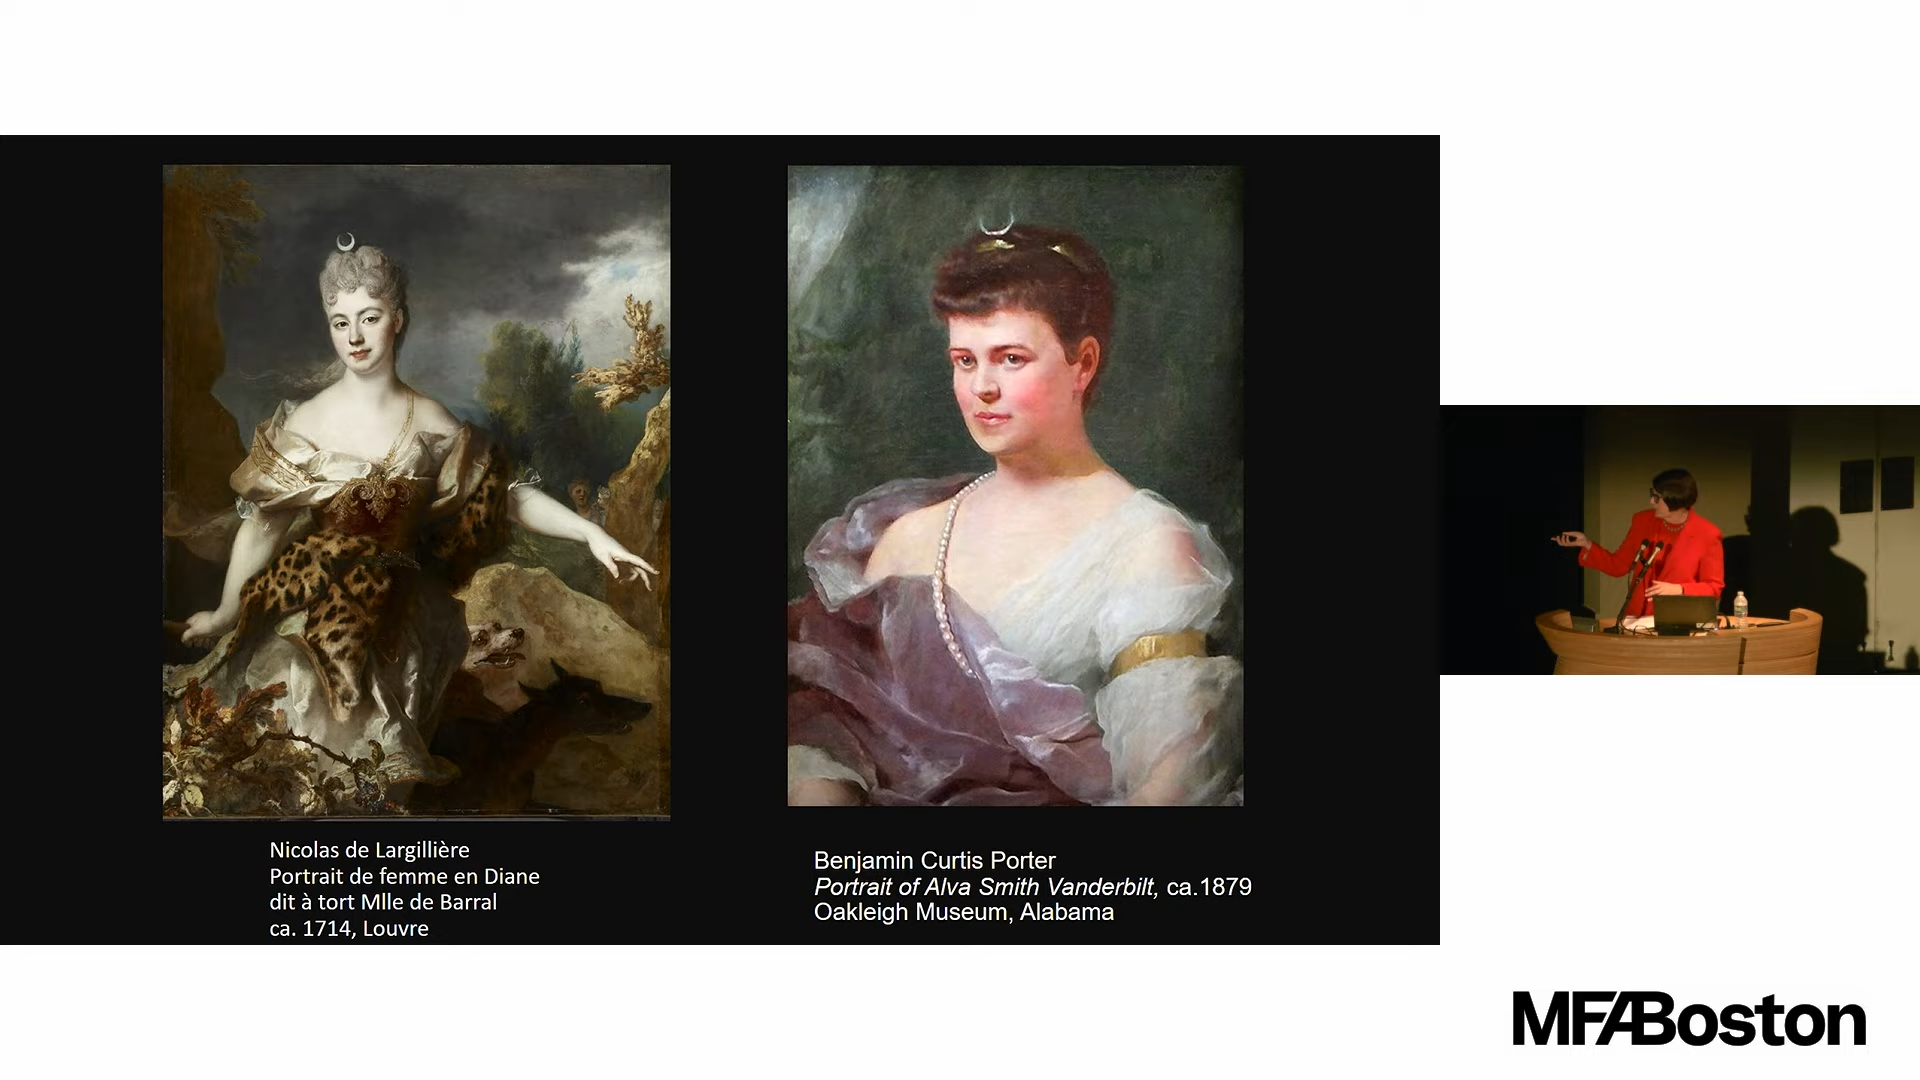 Nicolas de Largillière
Portrait de femme en Diane
dit à tort Mlle de Barral
ca. 1714, Louvre
Benjamin Curtis Porter
Portrait of Alva Smith Vanderbilt, ca.1879
Oakleigh Museum, Alabama
MFABoston